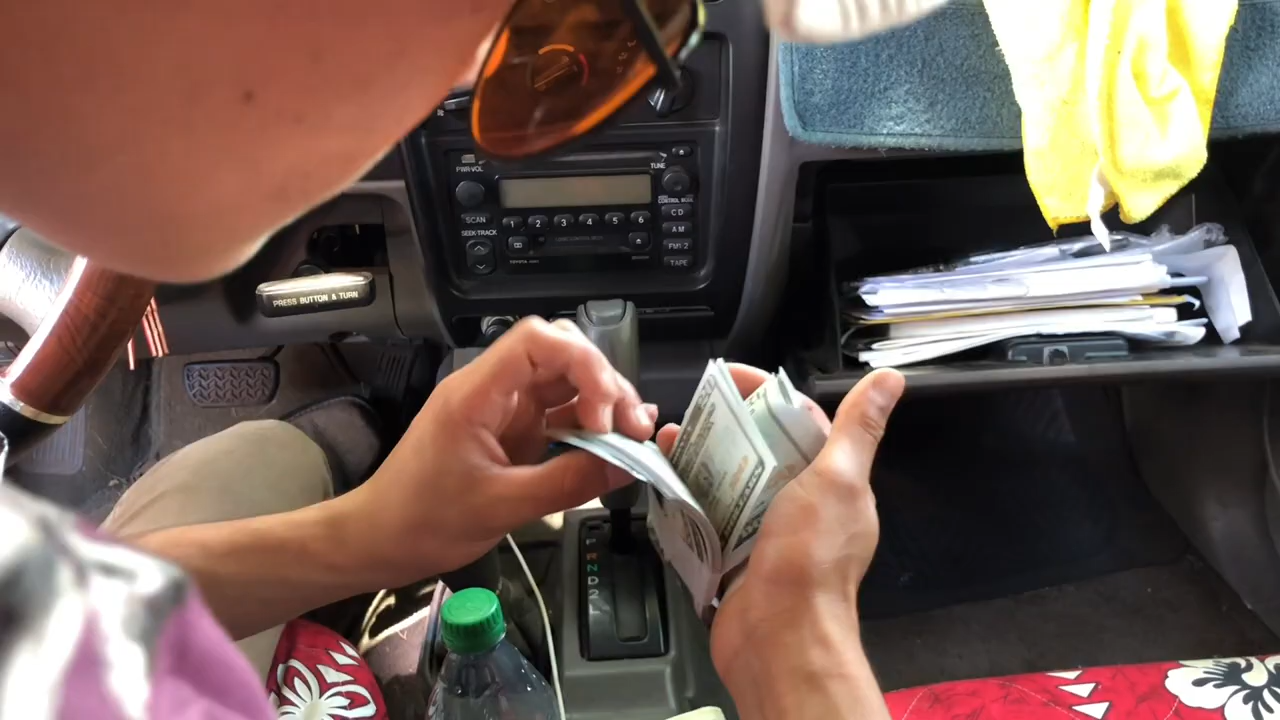 PWR·VOL
TUNE
SCAN
1 2 3 4 5 6
CD
SEEK·TRACK
AM
FM1·2
TAPE
PRESS BUTTON & TURN
P
R
N
D
2
L